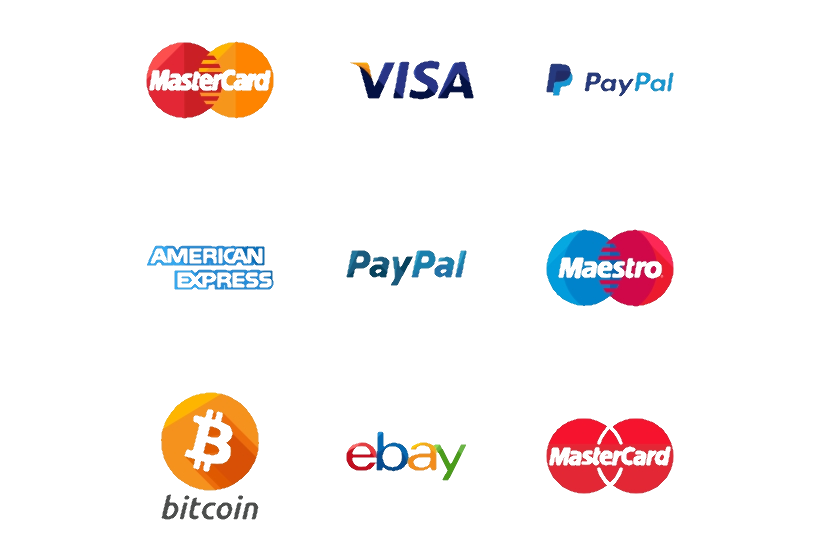 MasterCard
VISA
PayPal
AMERICAN
EXPRESS
PayPal
Maestro
bitcoin
ebay
MasterCard